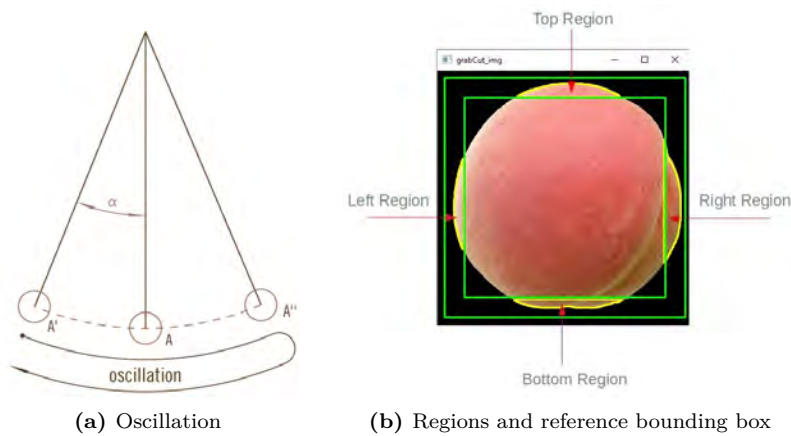 α
A'
A
A"
oscillation
(a) Oscillation
Top Region
grabCut_img
Left Region
Right Region
Bottom Region
(b) Regions and reference bounding box